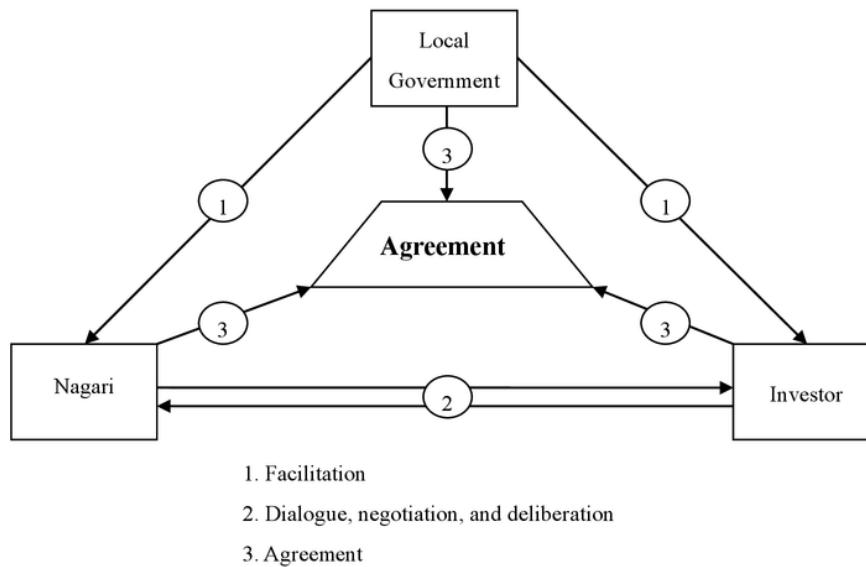 Local
Government
3
1
1
Agreement
3
3
Nagari
Investor
2
1. Facilitation
2. Dialogue, negotiation, and deliberation
3. Agreement